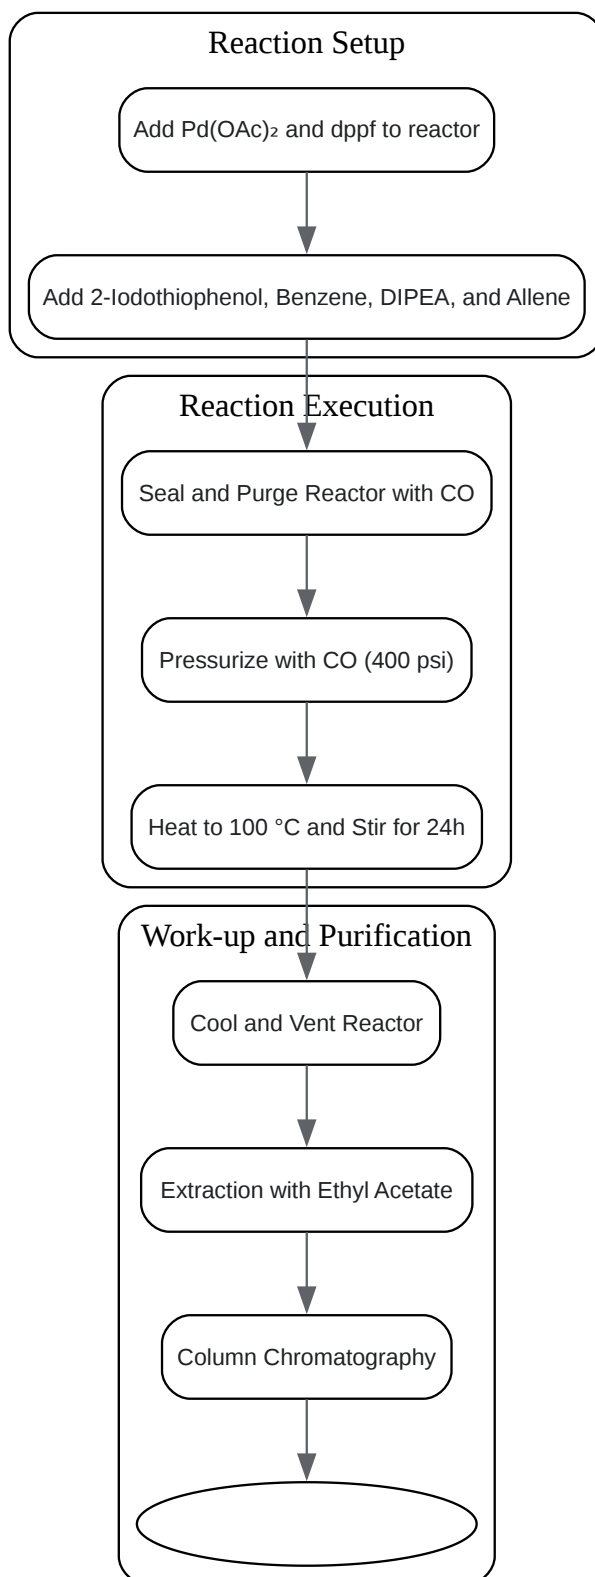 Reaction Setup
Add Pd(OAc)₂ and dppf to reactor
Add 2-Iodothiophenol, Benzene, DIPEA, and Allene
Reaction Execution
Seal and Purge Reactor with CO
Pressurize with CO (400 psi)
Heat to 100 °C and Stir for 24h
Work-up and Purification
Cool and Vent Reactor
Extraction with Ethyl Acetate
Column Chromatography